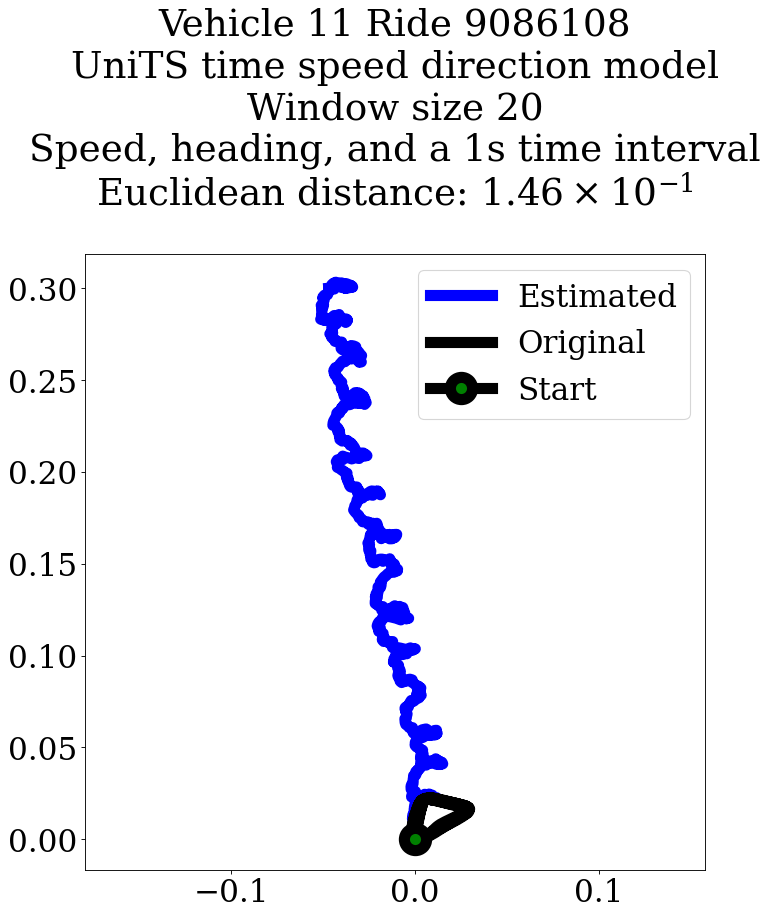 Vehicle 11 Ride 9086108
UniTS time speed direction model
Window size 20
Speed, heading, and a 1s time interval
Euclidean distance: 1.46 × 10⁻¹
Estimated
Original
Start
0.30
0.25
0.20
0.15
0.10
0.05
0.00
−0.1 0.0 0.1